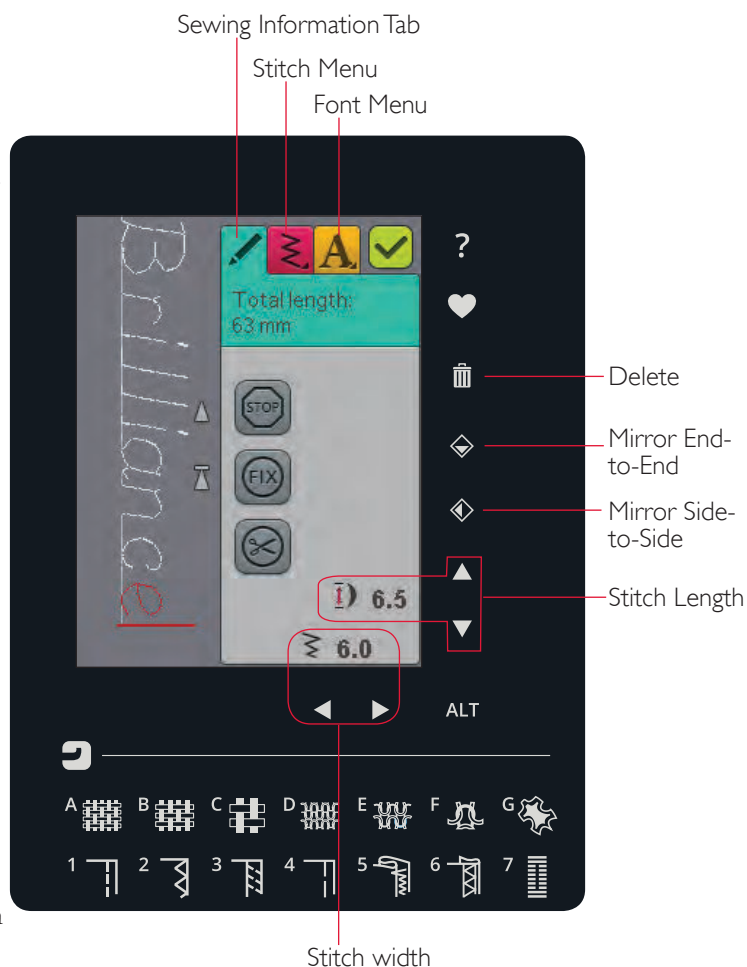 Sewing Information Tab
Stitch Menu
Font Menu
Brilliance
A
Total length:
63 mm
?
STOP
FIX
Delete
Mirror End-
to-End
Mirror Side-
to-Side
6.5
Stitch Length
6.0
ALT
A B C D E F G
1 2 3 4 5 6 7
Stitch width